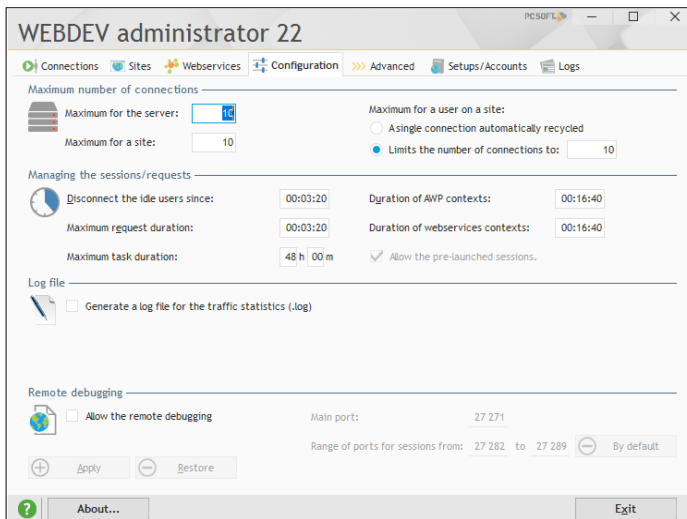 PC SOFT
WEBDEV administrator 22
Connections Sites Webservices Configuration Advanced Setups/Accounts Logs
Maximum number of connections
Maximum for the server: 10
Maximum for a site: 10
Maximum for a user on a site:
A single connection automatically recycled
Limits the number of connections to: 10
Managing the sessions/requests
Disconnect the idle users since: 00:03:20 Duration of AWP contexts: 00:16:40
Maximum request duration: 00:03:20 Duration of webservices contexts: 00:16:40
Maximum task duration: 48 h 00 m Allow the pre-launched sessions.
Log file
Generate a log file for the traffic statistics (.log)
Remote debugging
Allow the remote debugging Main port: 27 271
Range of ports for sessions from: 27 282 to 27 289 By default
Apply Restore
? About... Exit